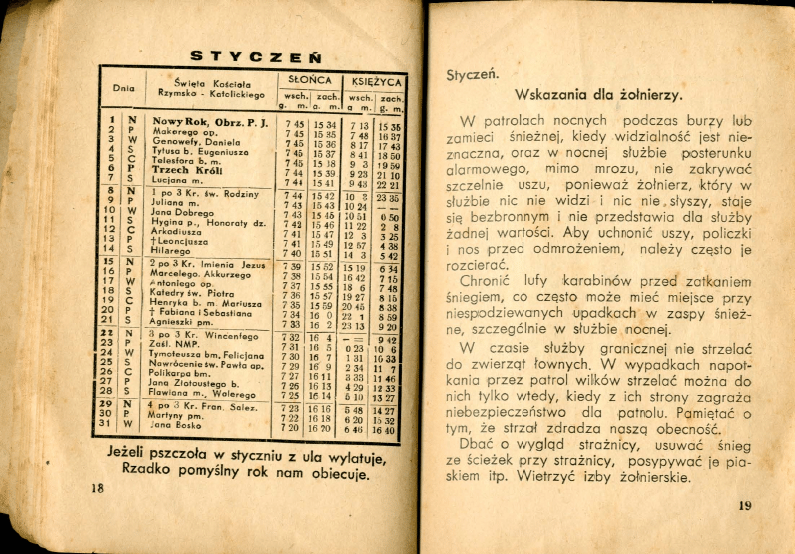 STYCZEŃ
Dnia Święta Kościoła Rzymsko - Katolickiego SŁOŃCA KSIĘŻYCA
wsch. zach. wsch. zach.
g. m. g. m. g. m. g. m.
1 N Nowy Rok, Obrz. P. J. 7 45 15 34 7 13 15 35
2 P Makarego op. 7 45 15 35 7 48 16 37
3 W Genowefy, Daniela 7 45 15 36 8 17 17 43
4 S Tytusa b. Eugeniusza 7 45 15 37 8 41 18 50
5 C Telesfora b. m. 7 45 15 38 9 3 19 59
6 P Trzech Króli 7 44 15 39 9 23 21 10
7 S Lucjana m. 7 44 15 41 9 43 22 21
8 N 1 po 3 Kr. św. Rodziny 7 44 15 42 10 2 23 35
9 P Juliana m. 7 43 15 43 10 24 — —
10 W Jana Dobrego 7 43 15 45 10 51 0 50
11 S Hygina p., Honoraty dz. 7 42 15 46 11 22 2 8
12 C Arkadiusza 7 41 15 47 12 3 3 25
13 P † Leoncjusza 7 41 15 49 12 57 4 38
14 S Hilarego 7 40 15 51 14 3 5 42
15 N 2 po 3 Kr. Imienia Jezus 7 39 15 52 15 19 6 34
16 P Marcelego. Akkurzego 7 38 15 54 16 42 7 15
17 W Antoniego op. 7 37 15 55 18 6 7 48
18 S Katedry św. Piotra 7 36 15 57 19 27 8 15
19 C Henryka b. m. Mariusza 7 35 15 59 20 45 8 38
20 P † Fabiana i Sebastiana 7 34 16 0 22 1 8 59
21 S Agnieszki pm. 7 33 16 2 23 13 9 20
22 N 3 po 3 Kr. Wincentego 7 32 16 4 — — 9 42
23 P Zaśl. NMP. 7 31 16 5 0 23 10 6
24 W Tymoteusza bm, Felicjana 7 30 16 7 1 31 10 33
25 S Nawrócenie św. Pawła ap. 7 29 16 9 2 34 11 7
26 C Polikarpa bm. 7 27 16 11 3 33 11 46
27 P Jana Złotoustego b. 7 26 16 13 4 29 12 33
28 S Flawiana m., Walerego 7 25 16 14 5 10 13 27
29 N 4 po 3 Kr. Fran. Salez. 7 23 16 16 5 48 14 27
30 P Martyny pm. 7 22 16 18 6 20 15 32
31 W Jana Bosko 7 20 16 20 6 46 16 40
Jeżeli pszczoła w styczniu z ula wylatuje,
Rzadko pomyślny rok nam obiecuje.
18
Styczeń.
Wskazania dla żołnierzy.
W patrolach nocnych podczas burzy lub
zamieci śnieżnej, kiedy widzialność jest nie-
znaczna, oraz w nocnej służbie posterunku
alarmowego, mimo mrozu, nie zakrywać
szczelnie uszu, ponieważ żołnierz, który w
służbie nic nie widzi i nic nie słyszy, staje
się bezbronnym i nie przedstawia dla służby
żadnej wartości. Aby uchronić uszy, policzki
i nos przed odmrożeniem, należy często je
rozcierać.
Chronić lufy karabinów przed zatkaniem
śniegiem, co często może mieć miejsce przy
niespodziewanych upadkach w zaspy śnież-
ne, szczególnie w służbie nocnej.
W czasie służby granicznej nie strzelać
do zwierząt łownych. W wypadkach napot-
kania przez patrol wilków strzelać można do
nich tylko wtedy, kiedy z ich strony zagraża
niebezpieczeństwo dla patrolu. Pamiętać o
tym, że strzał zdradza naszą obecność.
Dbać o wygląd strażnicy, usuwać śnieg
ze ścieżek przy strażnicy, posypywać je pia-
skiem itp. Wietrzyć izby żołnierskie.
19